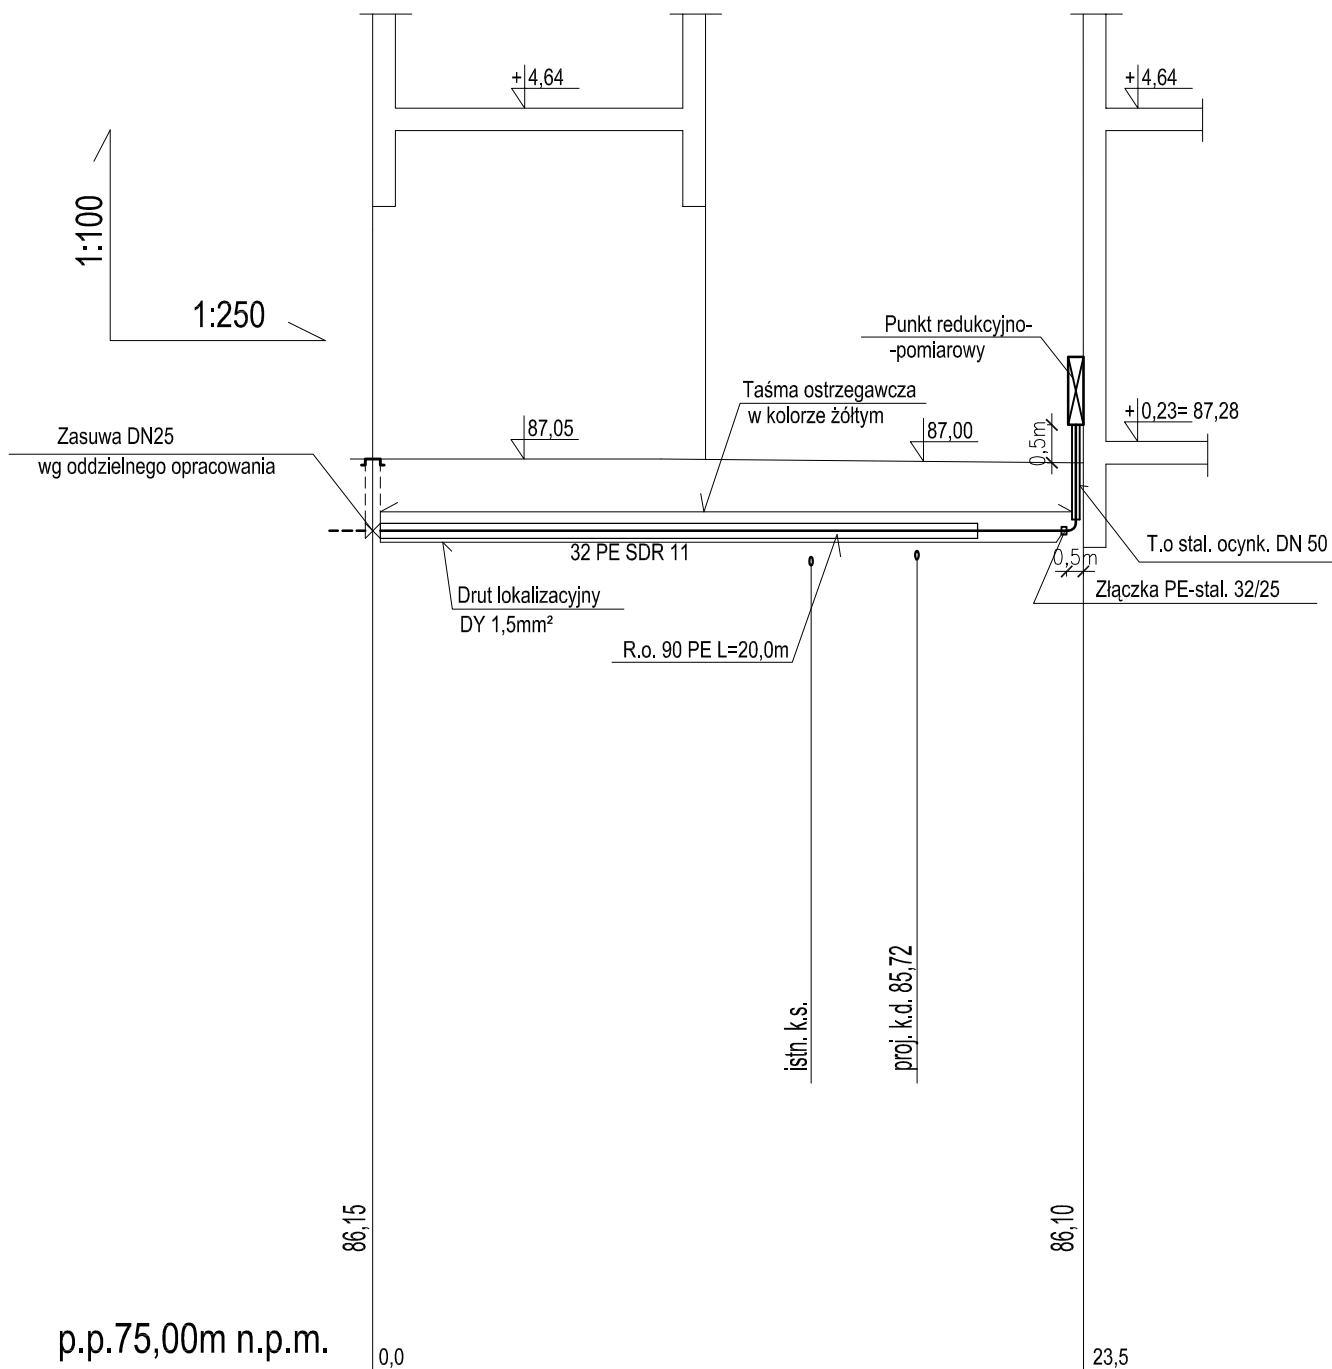 +4,64
+4,64
1:100
1:250
Punkt redukcyjno-
-pomiarowy
Taśma ostrzegawcza
w kolorze żółtym
+0,23= 87,28
87,05
87,00
0,5m
Zasuwa DN25
wg oddzielnego opracowania
32 PE SDR 11
0,5m
T.o stal. ocynk. DN 50
Złączka PE-stal. 32/25
Drut lokalizacyjny
DY 1,5mm²
R.o. 90 PE L=20,0m
istn. k.s.
proj. k.d. 85,72
86,15
86,10
p.p.75,00m n.p.m.
0,0
23,5